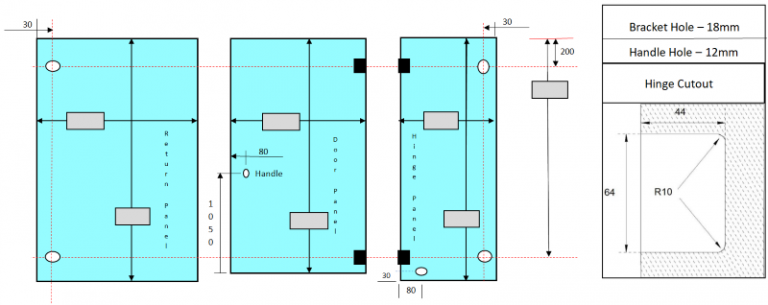 30
Return Panel
80
Handle
1050
Door Panel
30
200
Hinge Panel
30
80
Bracket Hole – 18mm
Handle Hole – 12mm
Hinge Cutout
44
64
R10